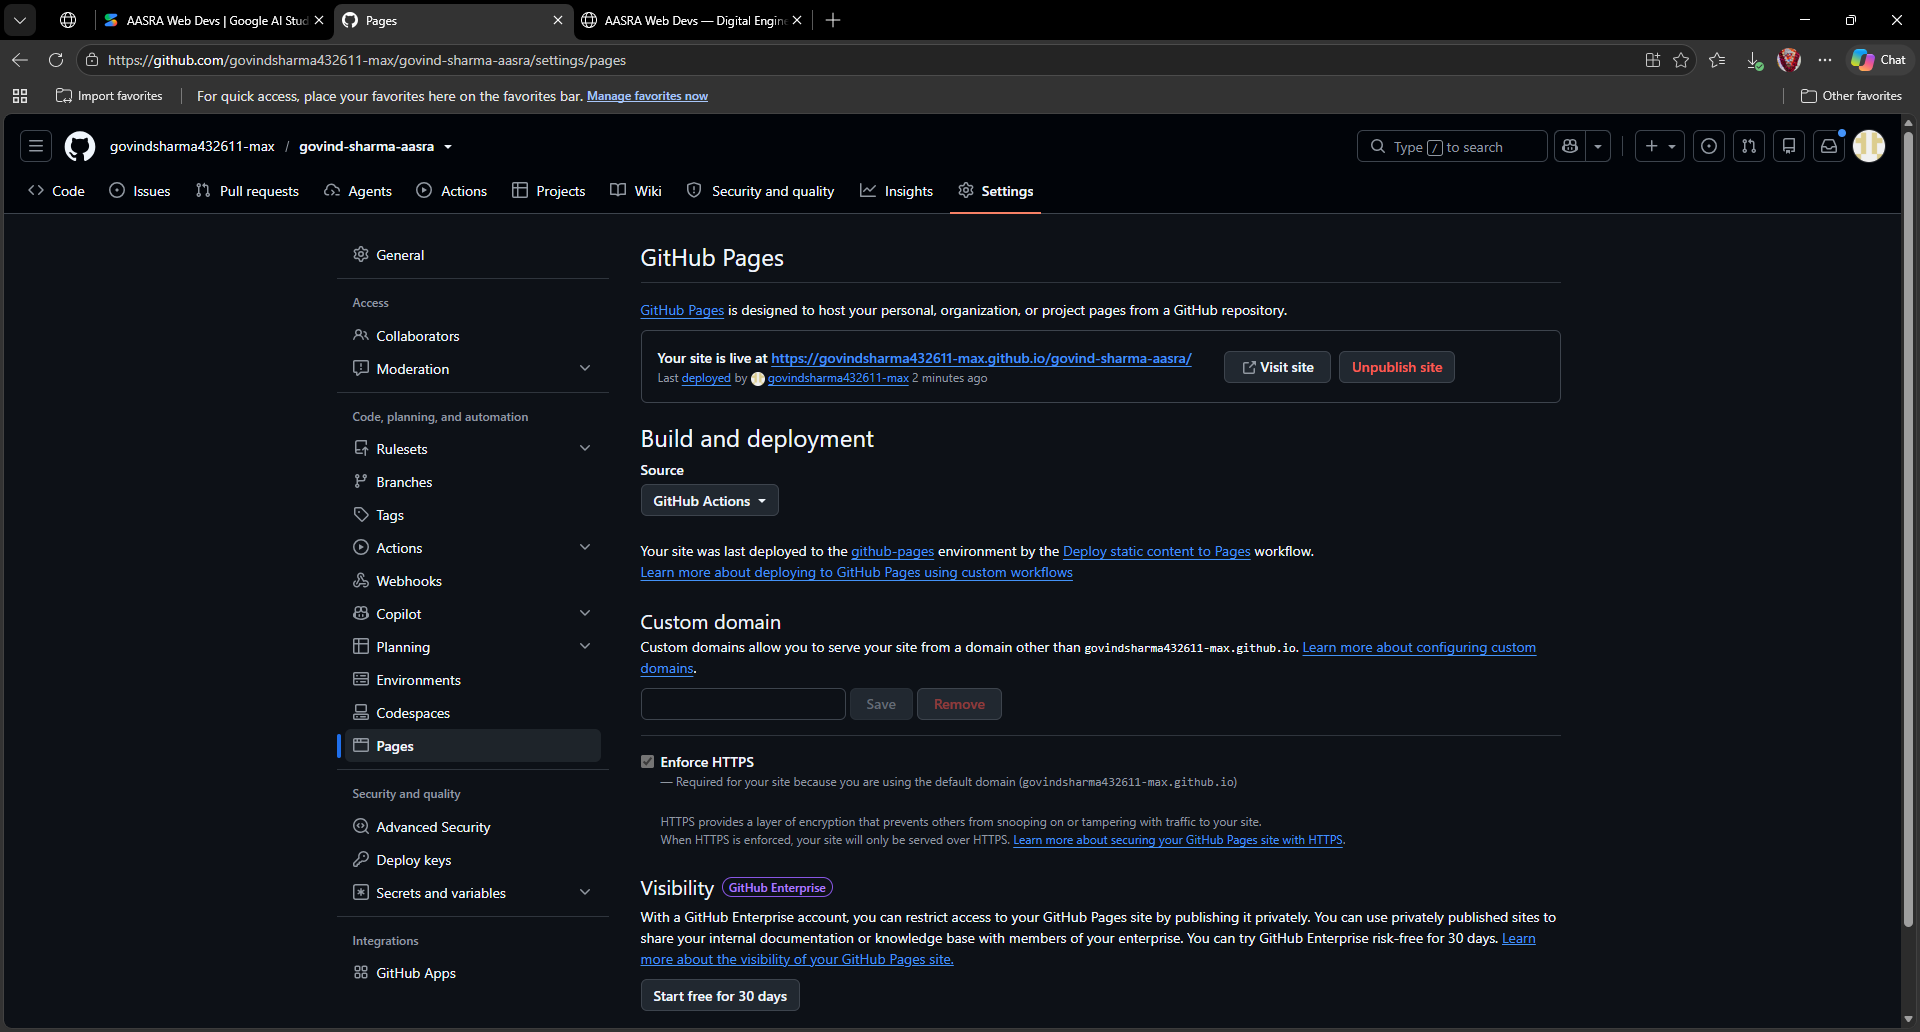 AASRA Web Devs | Google AI Stud
Pages
AASRA Web Devs — Digital Engine
https://github.com/govindsharma432611-max/govind-sharma-aasra/settings/pages
Chat
Import favorites
For quick access, place your favorites here on the favorites bar. Manage favorites now
Other favorites
govindsharma432611-max / govind-sharma-aasra
Type / to search
Code
Issues
Pull requests
Agents
Actions
Projects
Wiki
Security and quality
Insights
Settings
General
Access
Collaborators
Moderation
Code, planning, and automation
Rulesets
Branches
Tags
Actions
Webhooks
Copilot
Planning
Environments
Codespaces
Pages
Security and quality
Advanced Security
Deploy keys
Secrets and variables
Integrations
GitHub Apps
GitHub Pages
GitHub Pages is designed to host your personal, organization, or project pages from a GitHub repository.
Your site is live at https://govindsharma432611-max.github.io/govind-sharma-aasra/
Last deployed by govindsharma432611-max 2 minutes ago
Visit site
Unpublish site
Build and deployment
Source
GitHub Actions
Your site was last deployed to the github-pages environment by the Deploy static content to Pages workflow.
Learn more about deploying to GitHub Pages using custom workflows
Custom domain
Custom domains allow you to serve your site from a domain other than govindsharma432611-max.github.io. Learn more about configuring custom
domains.
Save
Remove
Enforce HTTPS
— Required for your site because you are using the default domain (govindsharma432611-max.github.io)
HTTPS provides a layer of encryption that prevents others from snooping on or tampering with traffic to your site.
When HTTPS is enforced, your site will only be served over HTTPS. Learn more about securing your GitHub Pages site with HTTPS.
Visibility GitHub Enterprise
With a GitHub Enterprise account, you can restrict access to your GitHub Pages site by publishing it privately. You can use privately published sites to
share your internal documentation or knowledge base with members of your enterprise. You can try GitHub Enterprise risk-free for 30 days. Learn
more about the visibility of your GitHub Pages site.
Start free for 30 days